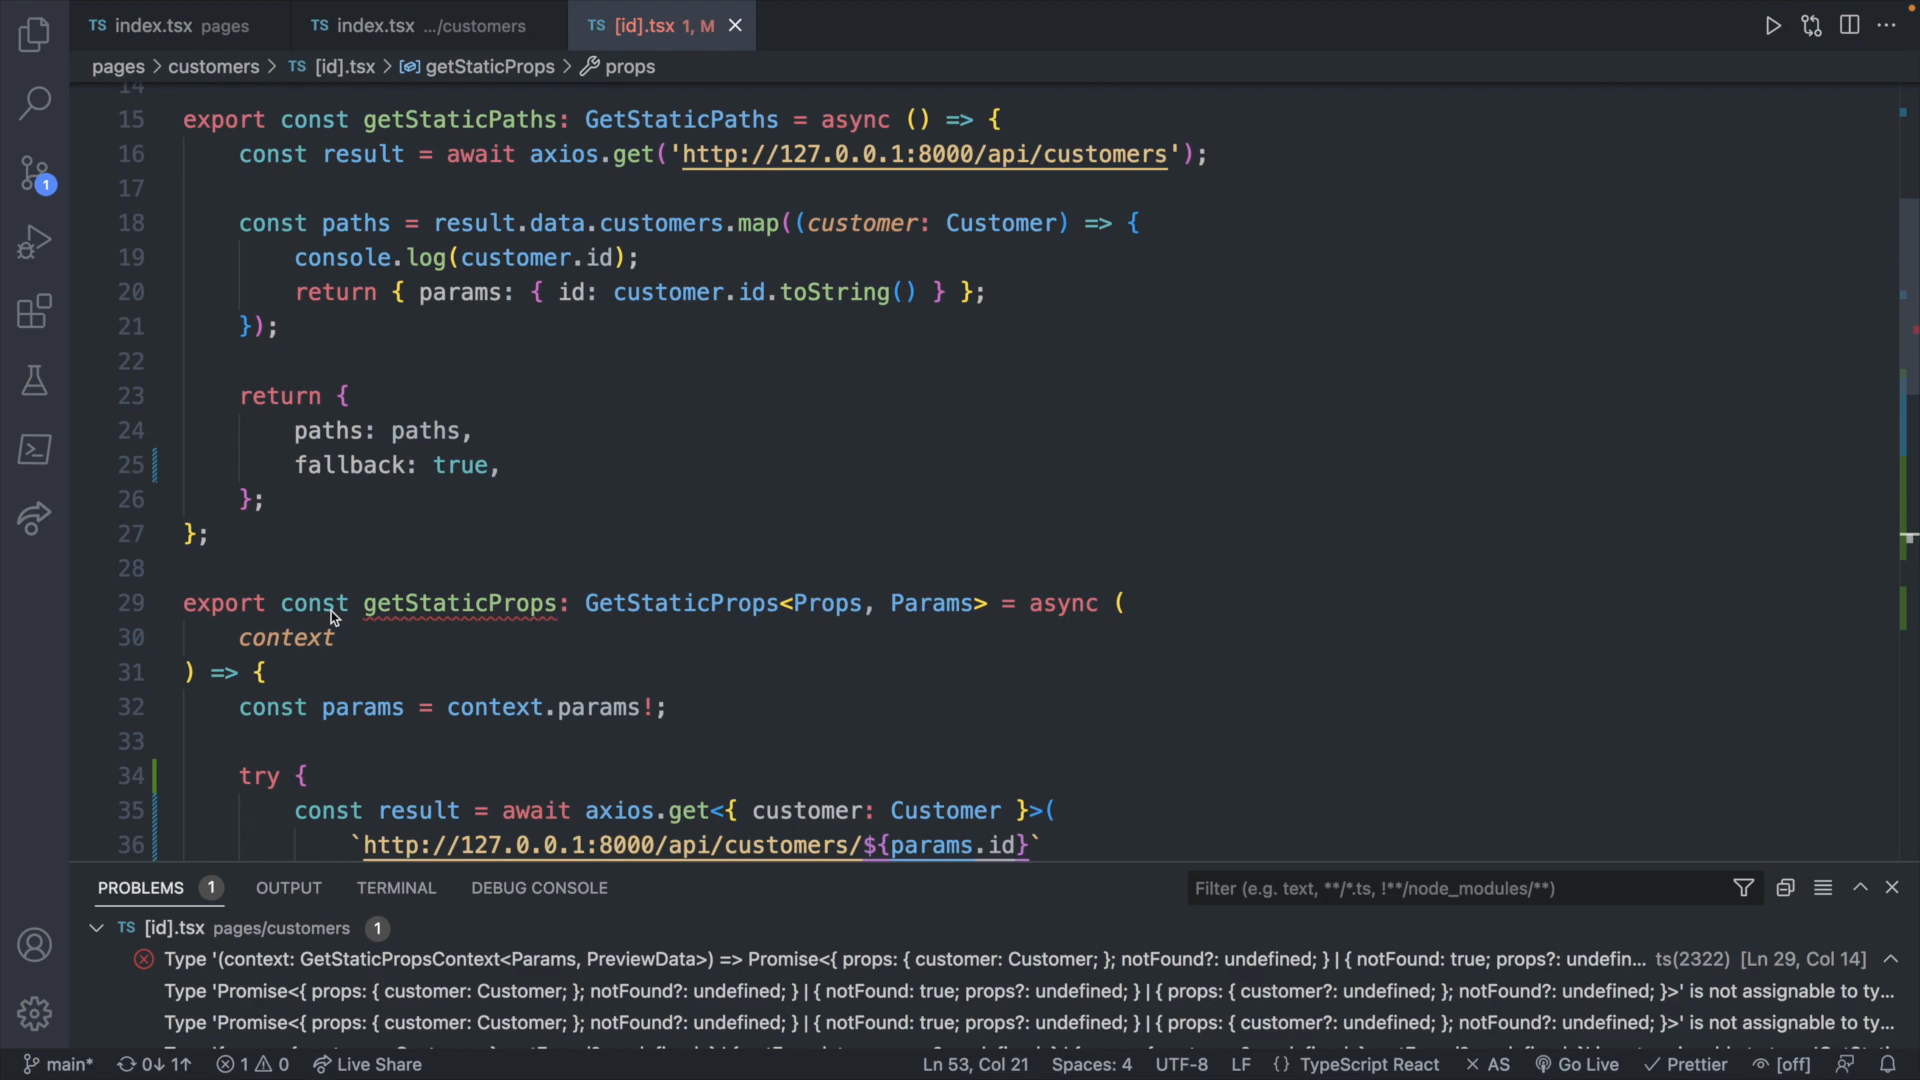 TS index.tsx pages
TS index.tsx .../customers
TS [id].tsx 1, M
pages > customers > TS [id].tsx > getStaticProps > props
14
15 export const getStaticPaths: GetStaticPaths = async () => {
16 const result = await axios.get('http://127.0.0.1:8000/api/customers');
17
18 const paths = result.data.customers.map((customer: Customer) => {
19 console.log(customer.id);
20 return { params: { id: customer.id.toString() } };
21 });
22
23 return {
24 paths: paths,
25 fallback: true,
26 };
27 };
28
29 export const getStaticProps: GetStaticProps<Props, Params> = async (
30 context
31 ) => {
32 const params = context.params!;
33
34 try {
35 const result = await axios.get<{ customer: Customer }>(
36 `http://127.0.0.1:8000/api/customers/${params.id}`
1
PROBLEMS 1 OUTPUT TERMINAL DEBUG CONSOLE Filter (e.g. text, **/*.ts, !**/node_modules/**)
TS [id].tsx pages/customers 1
Type '(context: GetStaticPropsContext<Params, PreviewData>) => Promise<{ props: { customer: Customer; }; notFound?: undefined; } | { notFound: true; props?: undefin... ts(2322) [Ln 29, Col 14]
Type 'Promise<{ props: { customer: Customer; }; notFound?: undefined; } | { notFound: true; props?: undefined; } | { props: { customer?: undefined; }; notFound?: undefined; }>' is not assignable to ty...
Type 'Promise<{ props: { customer: Customer; }; notFound?: undefined; } | { notFound: true; props?: undefined; } | { props: { customer?: undefined; }; notFound?: undefined; }>' is not assignable to ty...
main* 0↓ 1↑ 1 0 Live Share Ln 53, Col 21 Spaces: 4 UTF-8 LF {} TypeScript React × AS Go Live ✓ Prettier [off]